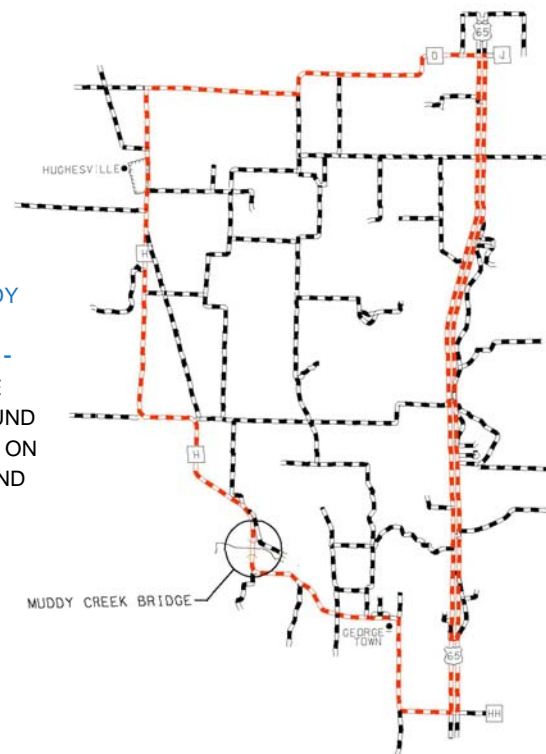 65
D
J
HUGHESVILLE
H
DY
-
E
UND
ON
ND
H
MUDDY CREEK BRIDGE
GEORGE
TOWN
65
HH